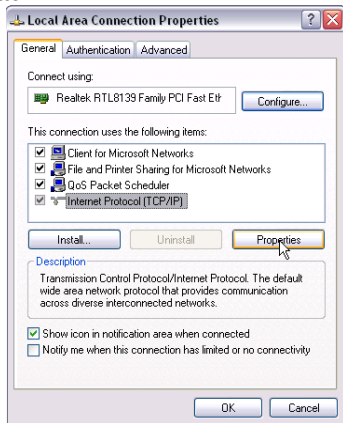 Local Area Connection Properties
General Authentication Advanced
Connect using:
Realtek RTL8139 Family PCI Fast Eth
Configure...
This connection uses the following items:
Client for Microsoft Networks
File and Printer Sharing for Microsoft Networks
QoS Packet Scheduler
Internet Protocol (TCP/IP)
Install... Uninstall Properties
Description
Transmission Control Protocol/Internet Protocol. The default
wide area network protocol that provides communication
across diverse interconnected networks.
Show icon in notification area when connected
Notify me when this connection has limited or no connectivity
OK Cancel